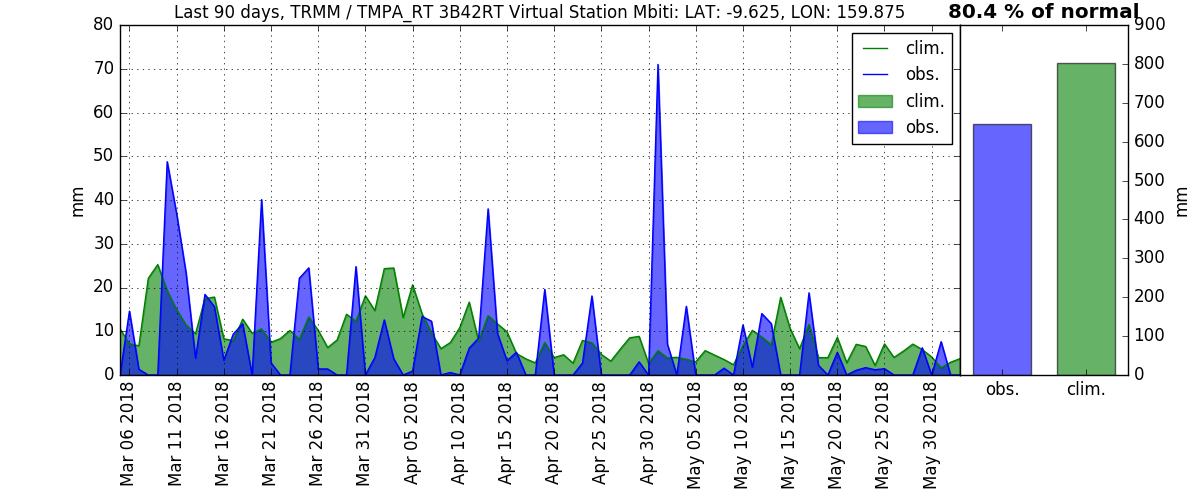 Last 90 days, TRMM / TMPA_RT 3B42RT Virtual Station Mbiti: LAT: -9.625, LON: 159.875
80.4 % of normal
80
70
60
50
40
30
20
10
0
mm
clim.
obs.
clim.
obs.
Mar 06 2018
Mar 11 2018
Mar 16 2018
Mar 21 2018
Mar 26 2018
Mar 31 2018
Apr 05 2018
Apr 10 2018
Apr 15 2018
Apr 20 2018
Apr 25 2018
Apr 30 2018
May 05 2018
May 10 2018
May 15 2018
May 20 2018
May 25 2018
May 30 2018
900
800
700
600
500
400
300
200
100
0
mm
obs.
clim.